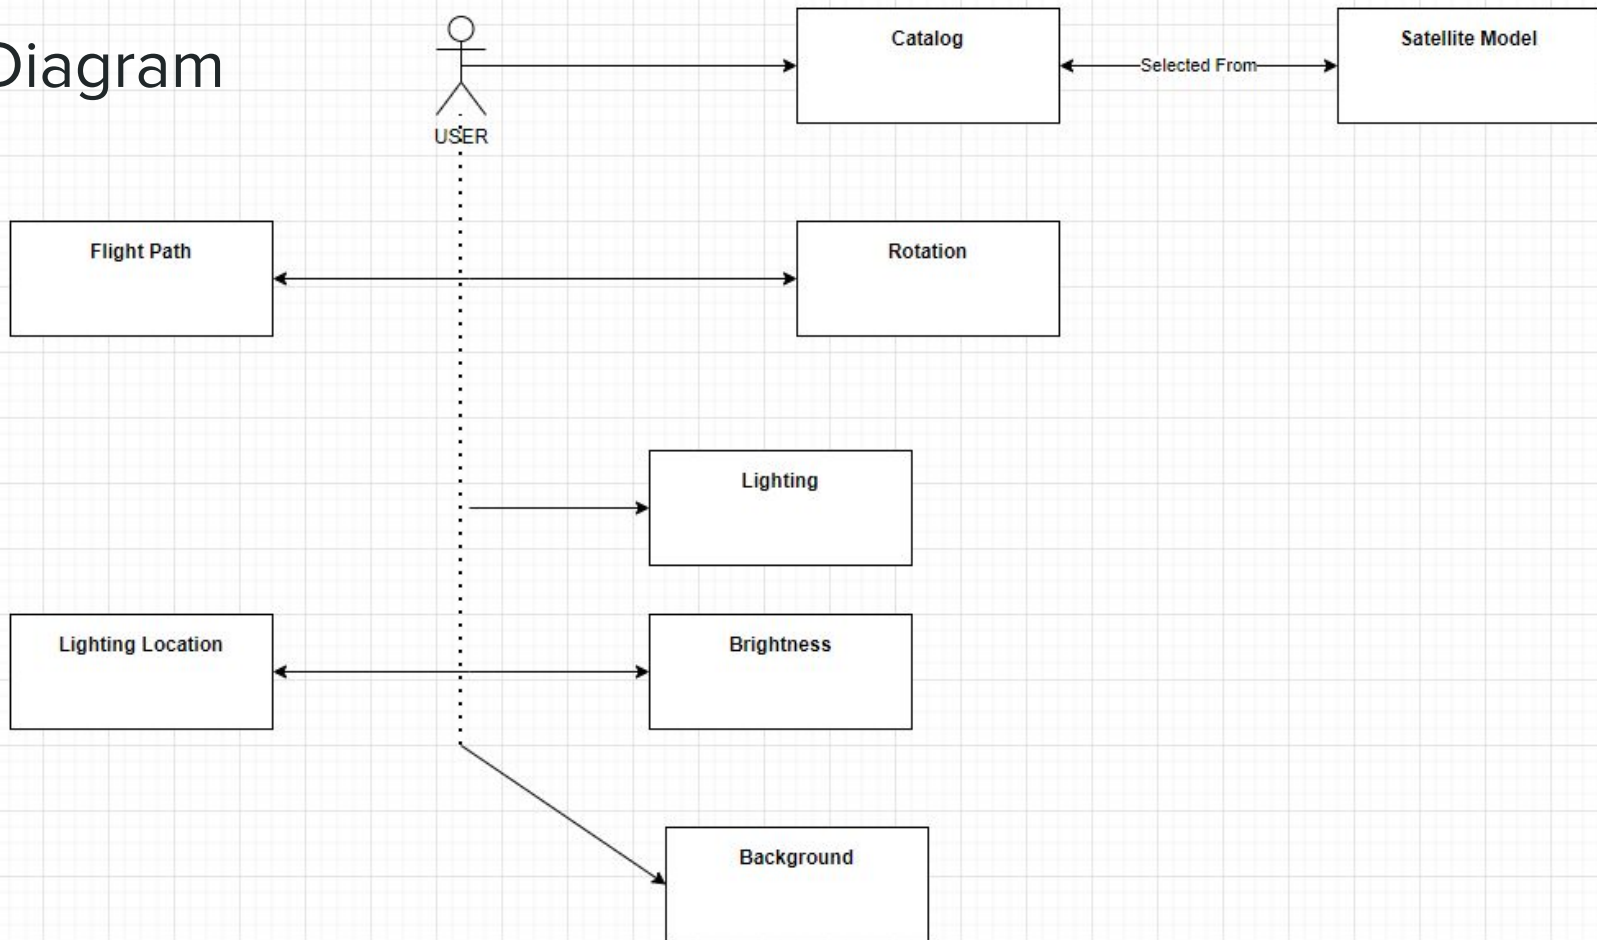 Diagram
USER
Catalog
Selected From
Satellite Model
Flight Path
Rotation
Lighting
Lighting Location
Brightness
Background